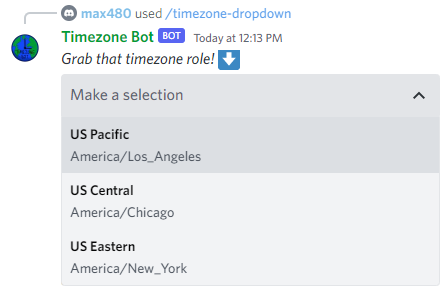 max480 used /timezone-dropdown
Timezone Bot BOT Today at 12:13 PM
Grab that timezone role! ⬇️
Make a selection
US Pacific
America/Los_Angeles
US Central
America/Chicago
US Eastern
America/New_York